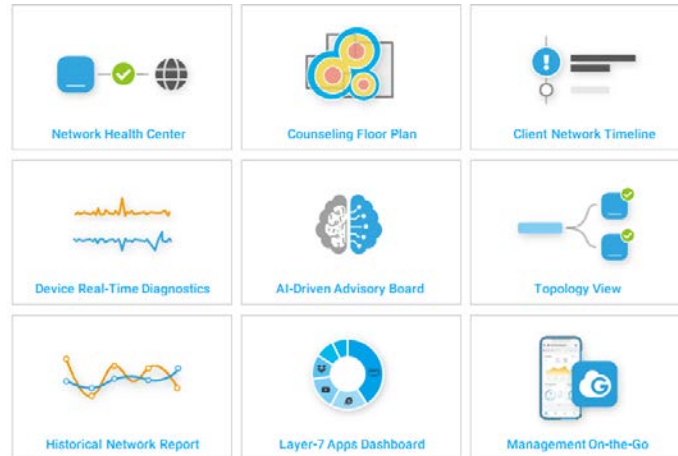 Network Health Center
Counseling Floor Plan
Client Network Timeline
Device Real-Time Diagnostics
AI-Driven Advisory Board
Topology View
Historical Network Report
Layer-7 Apps Dashboard
Management On-the-Go